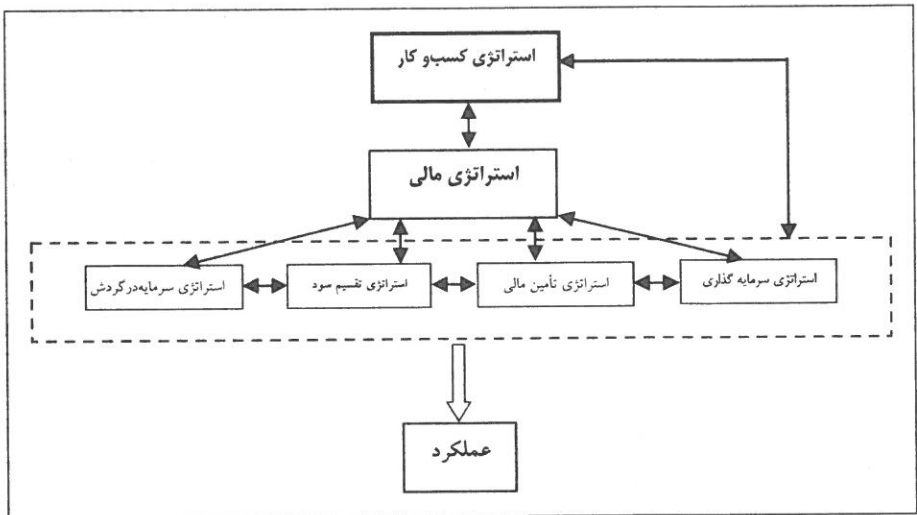 استراتژی کسب‌و کار
استراتژی مالی
استراتژی سرمایه گذاری
استراتژی تأمین مالی
استراتژی تقسیم سود
استراتژی سرمایه‌درگردش
عملکرد